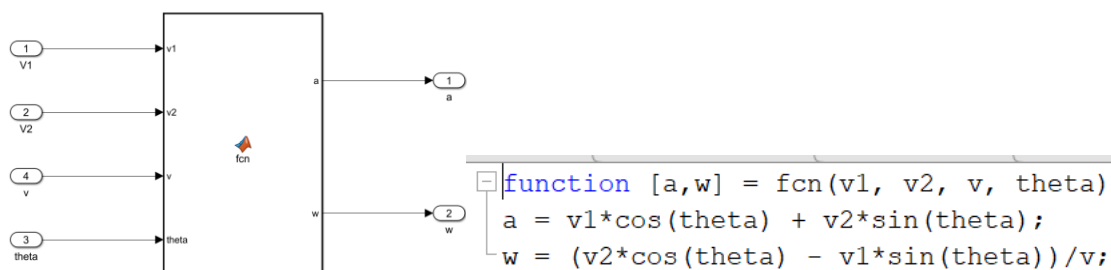 1
V1
v1
2
V2
v2
4
v
v
3
theta
theta
fcn
a
1
a
w
2
w
function [a,w] = fcn(v1, v2, v, theta)
a = v1*cos(theta) + v2*sin(theta);
w = (v2*cos(theta) - v1*sin(theta))/v;